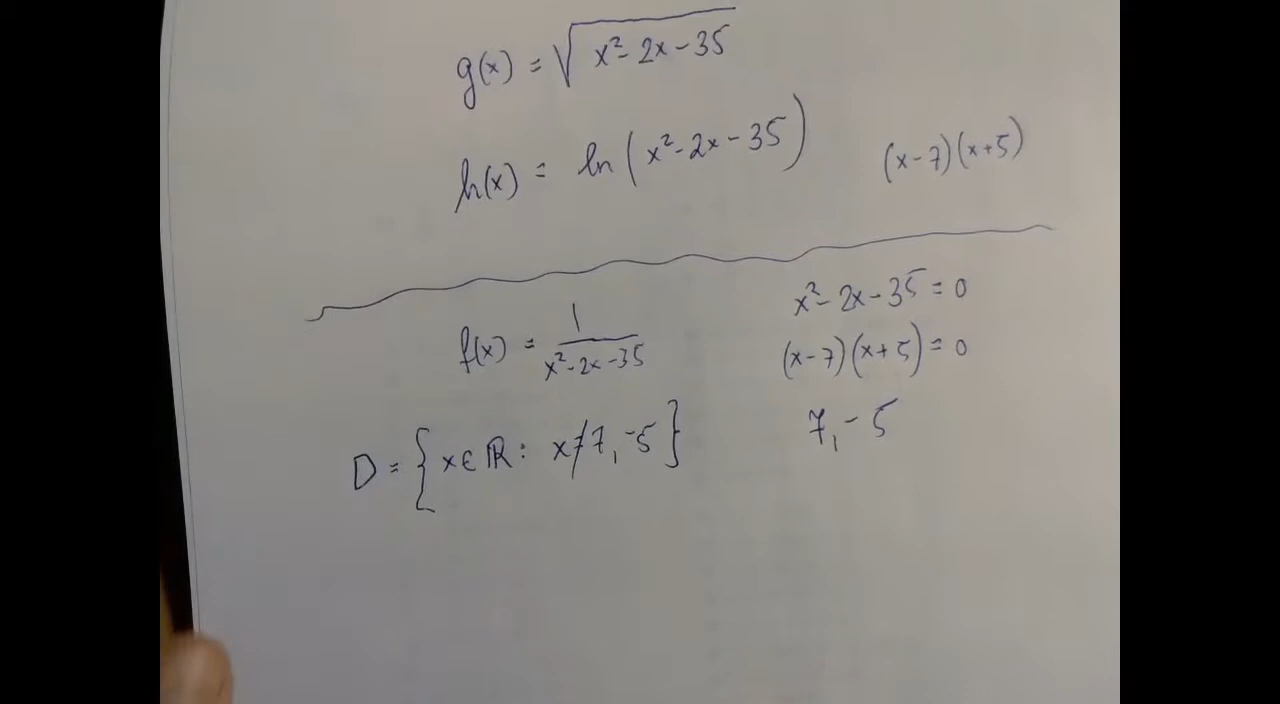 g(x) = √(x² - 2x - 35)
h(x) = ln(x² - 2x - 35)
(x-7)(x+5)
f(x) = 1/(x² - 2x - 35)
x² - 2x - 35 = 0
(x-7)(x+5) = 0
7, -5
D = {x ∈ ℝ : x ≠ 7, -5}